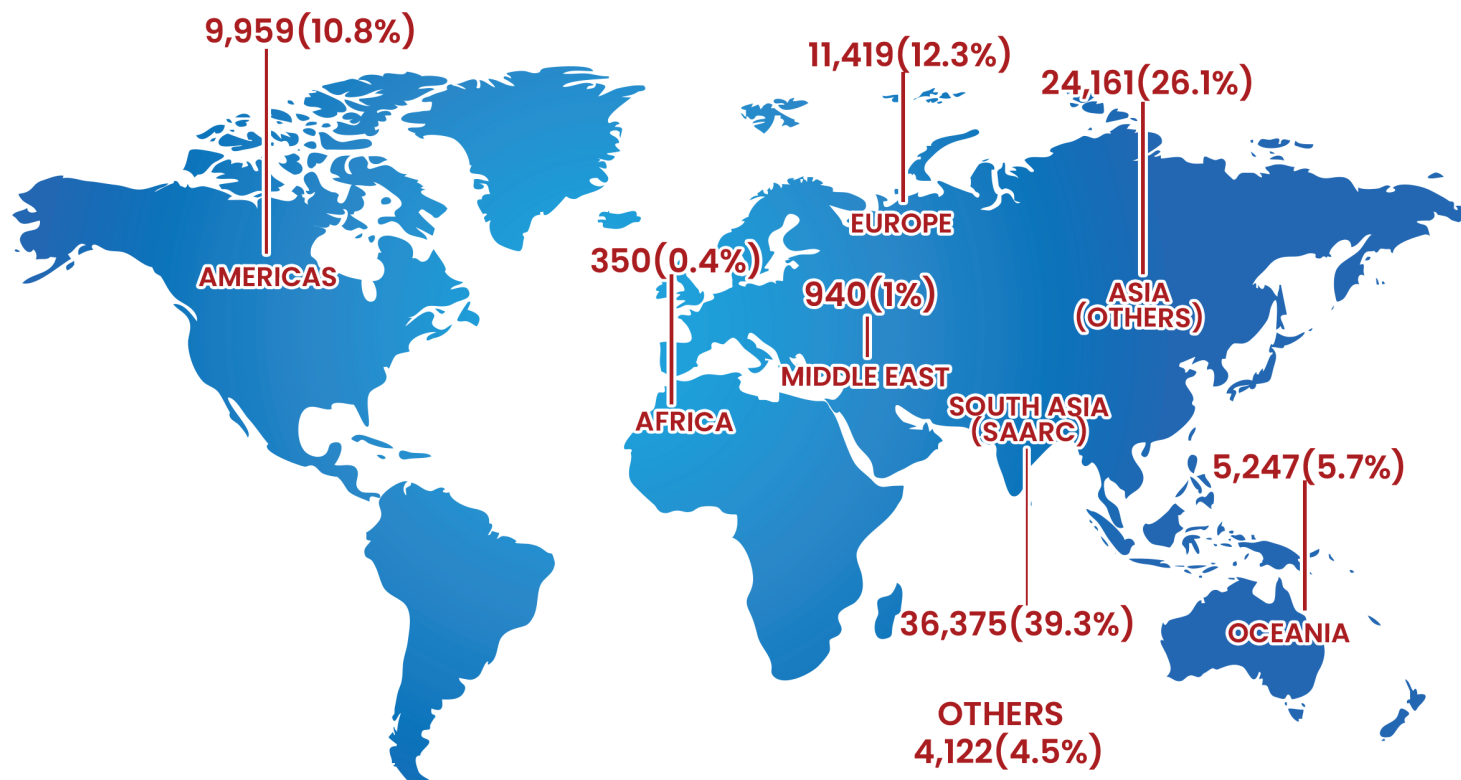 9,959(10.8%)
AMERICAS
11,419(12.3%)
EUROPE
24,161(26.1%)
ASIA
(OTHERS)
350(0.4%)
AFRICA
940(1%)
MIDDLE EAST
SOUTH ASIA
(SAARC)
36,375(39.3%)
5,247(5.7%)
OCEANIA
OTHERS
4,122(4.5%)